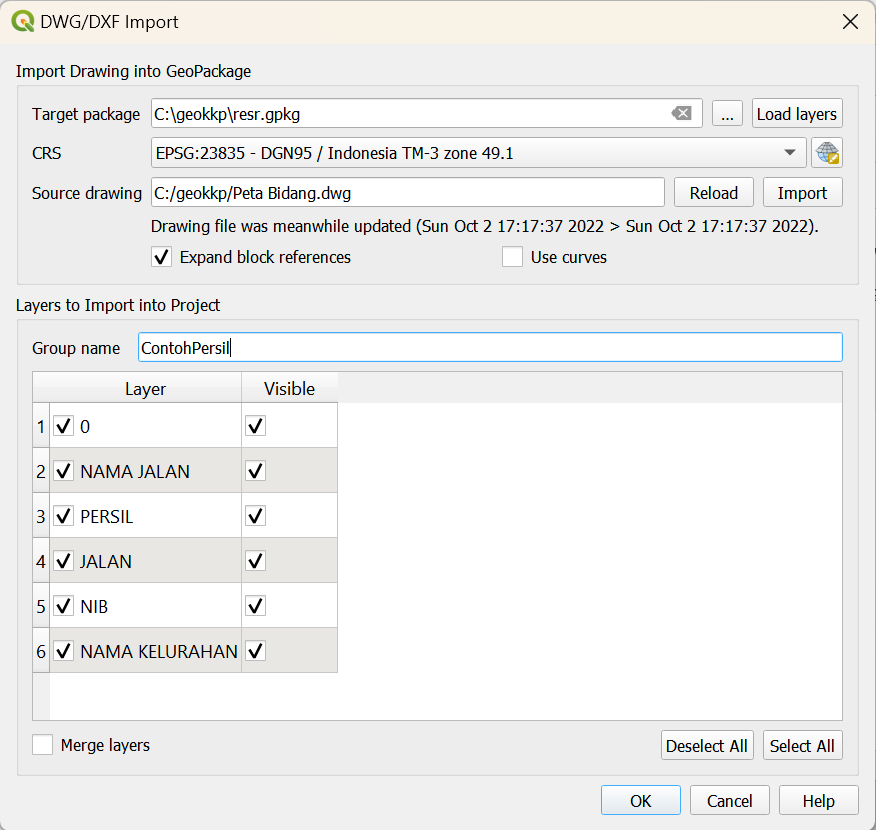 DWG/DXF Import
Import Drawing into GeoPackage
Target package C:\geokkp\resr.gpkg ... Load layers
CRS EPSG:23835 - DGN95 / Indonesia TM-3 zone 49.1
Source drawing C:/geokkp/Peta Bidang.dwg Reload Import
Drawing file was meanwhile updated (Sun Oct 2 17:17:37 2022 > Sun Oct 2 17:17:37 2022).
Expand block references Use curves
Layers to Import into Project
Group name ContohPersil
Layer Visible
1 0
2 NAMA JALAN
3 PERSIL
4 JALAN
5 NIB
6 NAMA KELURAHAN
Merge layers Deselect All Select All
OK Cancel Help